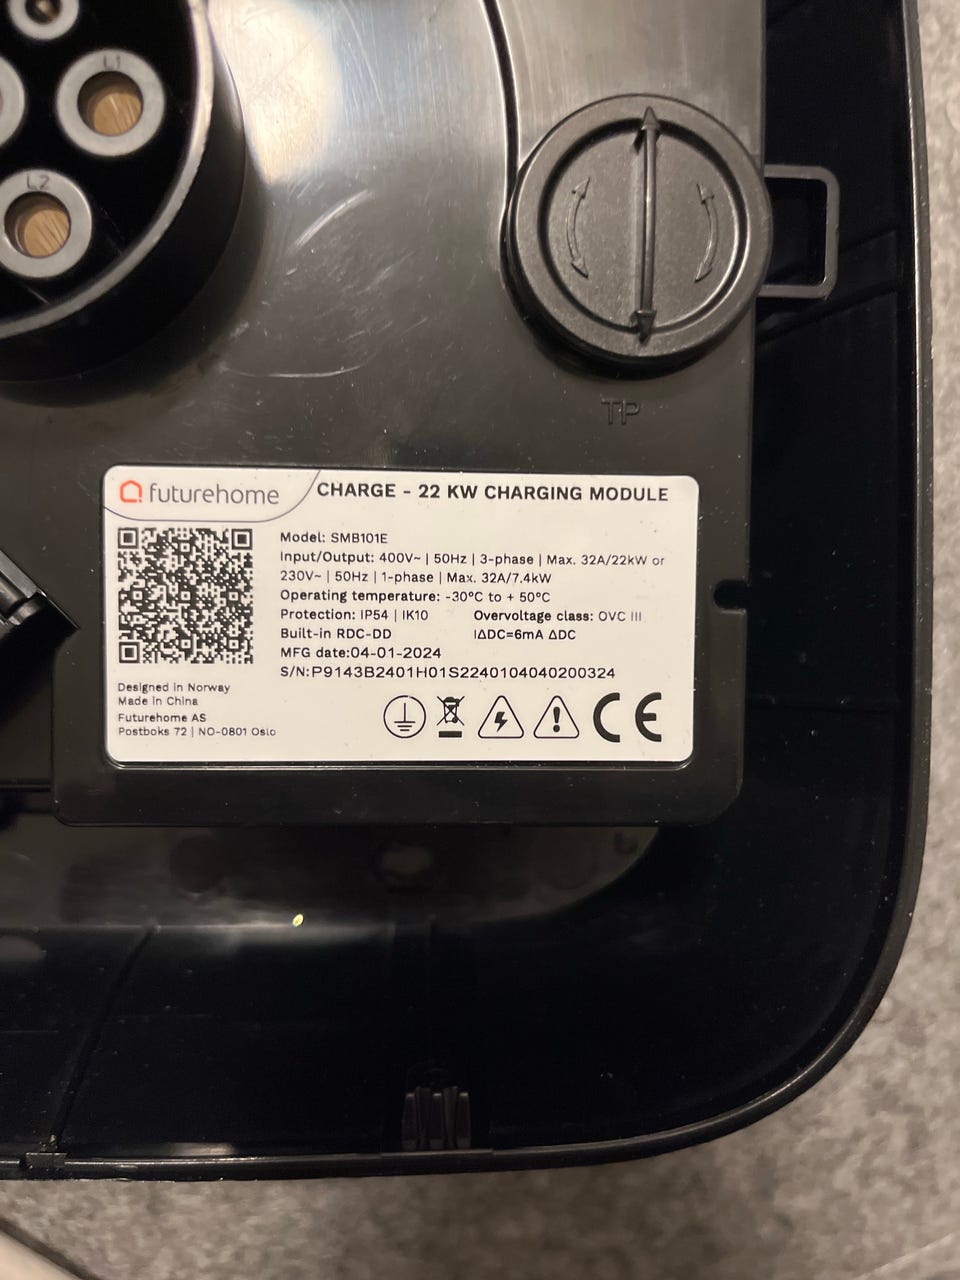 L1
L2
TP
futurehome
CHARGE - 22 KW CHARGING MODULE
Model: SMB101E
Input/Output: 400V~ | 50Hz | 3-phase | Max. 32A/22kW or
230V~ | 50Hz | 1-phase | Max. 32A/7.4kW
Operating temperature: -30°C to + 50°C
Protection: IP54 | IK10 Overvoltage class: OVC III
Built-in RDC-DD I∆DC=6mA ∆DC
MFG date:04-01-2024
S/N:P9143B2401H01S2240104040200324
Designed in Norway
Made in China
Futurehome AS
Postboks 72 | NO-0801 Oslo
CE